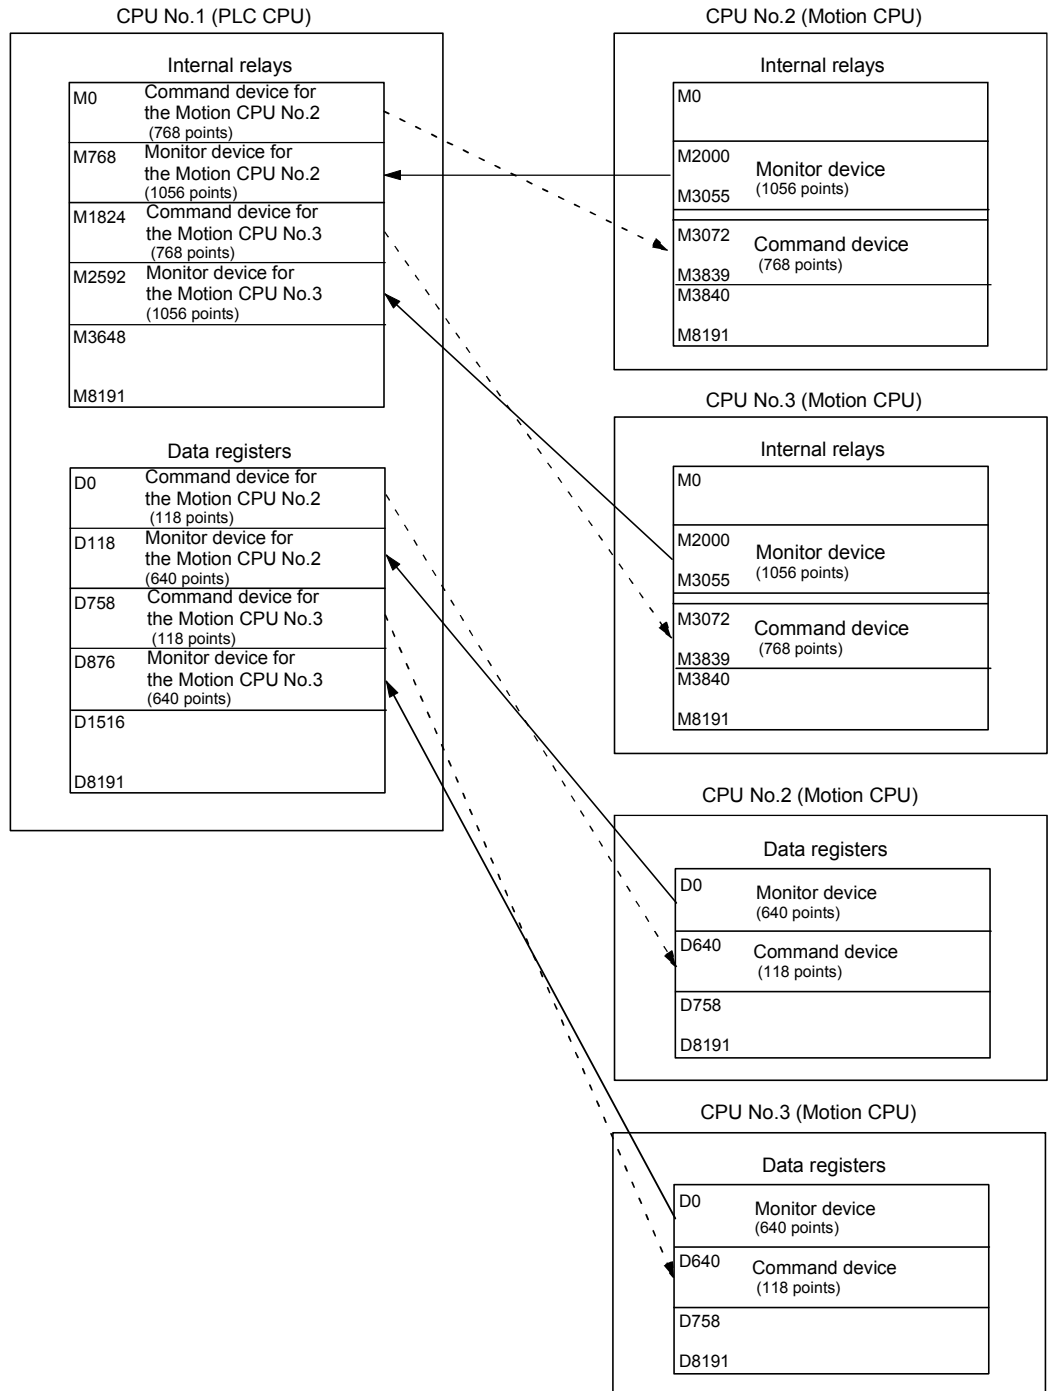 CPU No.1 (PLC CPU)
Internal relays
M0
Command device for
the Motion CPU No.2
(768 points)
M768
Monitor device for
the Motion CPU No.2
(1056 points)
M1824
Command device for
the Motion CPU No.3
(768 points)
M2592
Monitor device for
the Motion CPU No.3
(1056 points)
M3648
M8191
Data registers
D0
Command device for
the Motion CPU No.2
(118 points)
D118
Monitor device for
the Motion CPU No.2
(640 points)
D758
Command device for
the Motion CPU No.3
(118 points)
D876
Monitor device for
the Motion CPU No.3
(640 points)
D1516
D8191
CPU No.2 (Motion CPU)
Internal relays
M0
M2000
Monitor device
(1056 points)
M3055
M3072
Command device
(768 points)
M3839
M3840
M8191
CPU No.3 (Motion CPU)
Internal relays
M0
M2000
Monitor device
(1056 points)
M3055
M3072
Command device
(768 points)
M3839
M3840
M8191
CPU No.2 (Motion CPU)
Data registers
D0
Monitor device
(640 points)
D640
Command device
(118 points)
D758
D8191
CPU No.3 (Motion CPU)
Data registers
D0
Monitor device
(640 points)
D640
Command device
(118 points)
D758
D8191